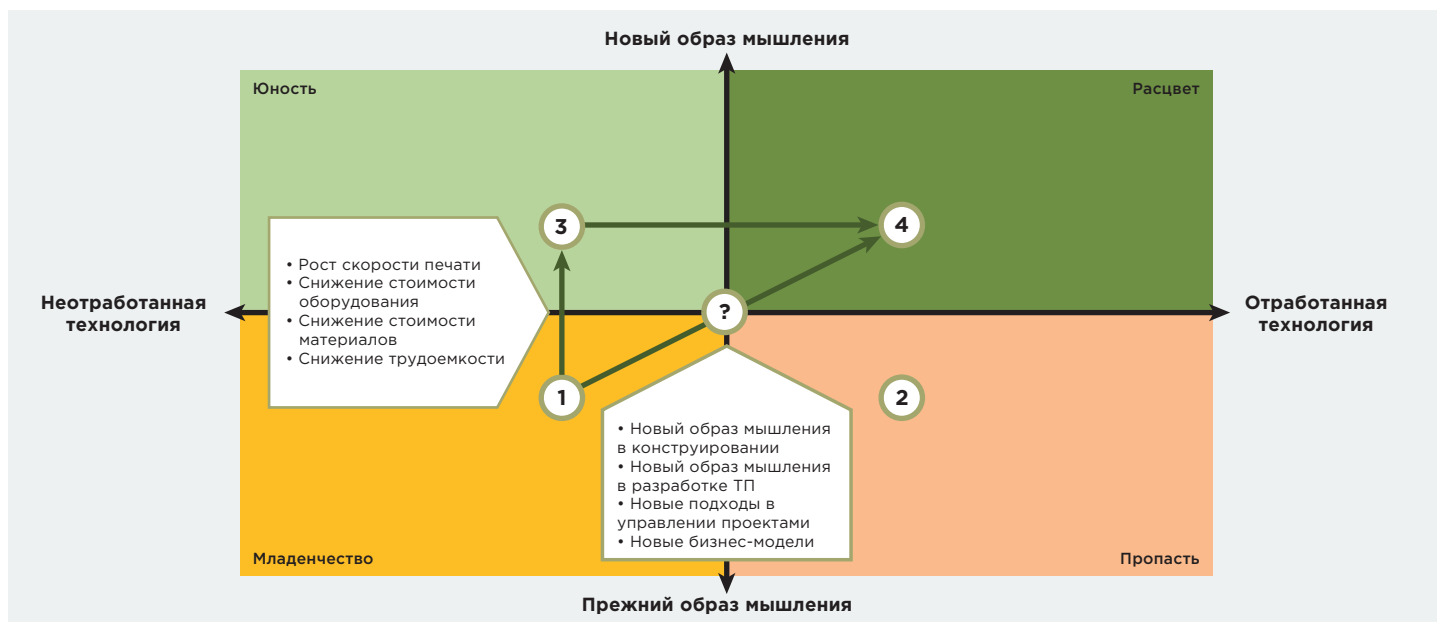 Новый образ мышления
Юность
Расцвет
3
4
• Рост скорости печати
• Снижение стоимости
оборудования
• Снижение стоимости
материалов
• Снижение трудоемкости
Неотработанная
технология
?
Отработанная
технология
1
2
• Новый образ мышления
в конструировании
• Новый образ мышления
в разработке ТП
• Новые подходы в
управлении проектами
• Новые бизнес-модели
Младенчество
Пропасть
Прежний образ мышления